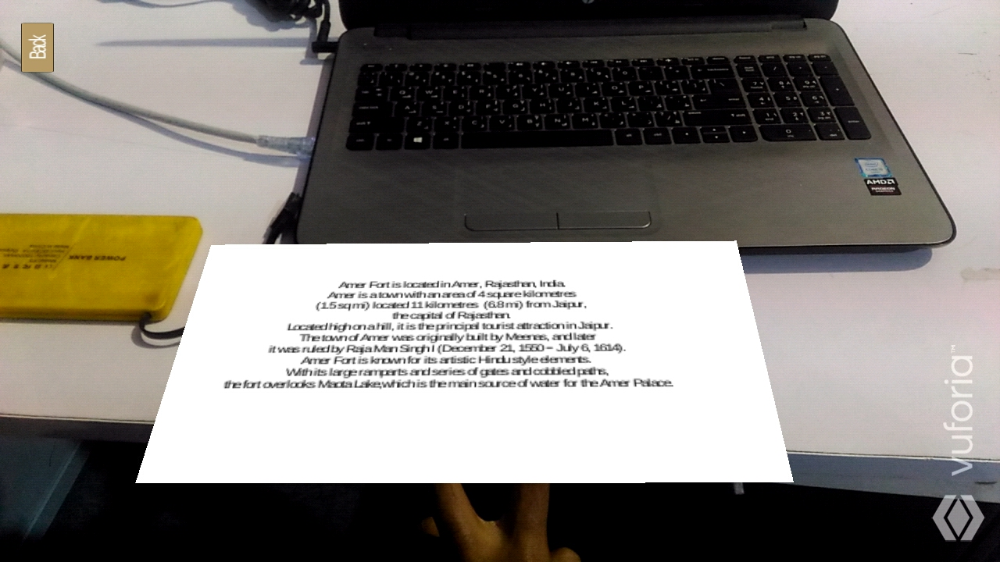 Back
Amer Fort is located in Amer, Rajasthan, India.
Amer is a town with an area of 4 square kilometres
(1.5 sq mi) located 11 kilometres (6.8 mi) from Jaipur,
the capital of Rajasthan.
Located high on a hill, it is the principal tourist attraction in Jaipur.
The town of Amer was originally built by Meenas, and later
it was ruled by Raja Man Singh I (December 21, 1550 – July 6, 1614).
Amer Fort is known for its artistic Hindu style elements.
With its large ramparts and series of gates and cobbled paths,
the fort overlooks Maota Lake,which is the main source of water for the Amer Palace.
POWER BANK
AMD
RADEON
vuforia™